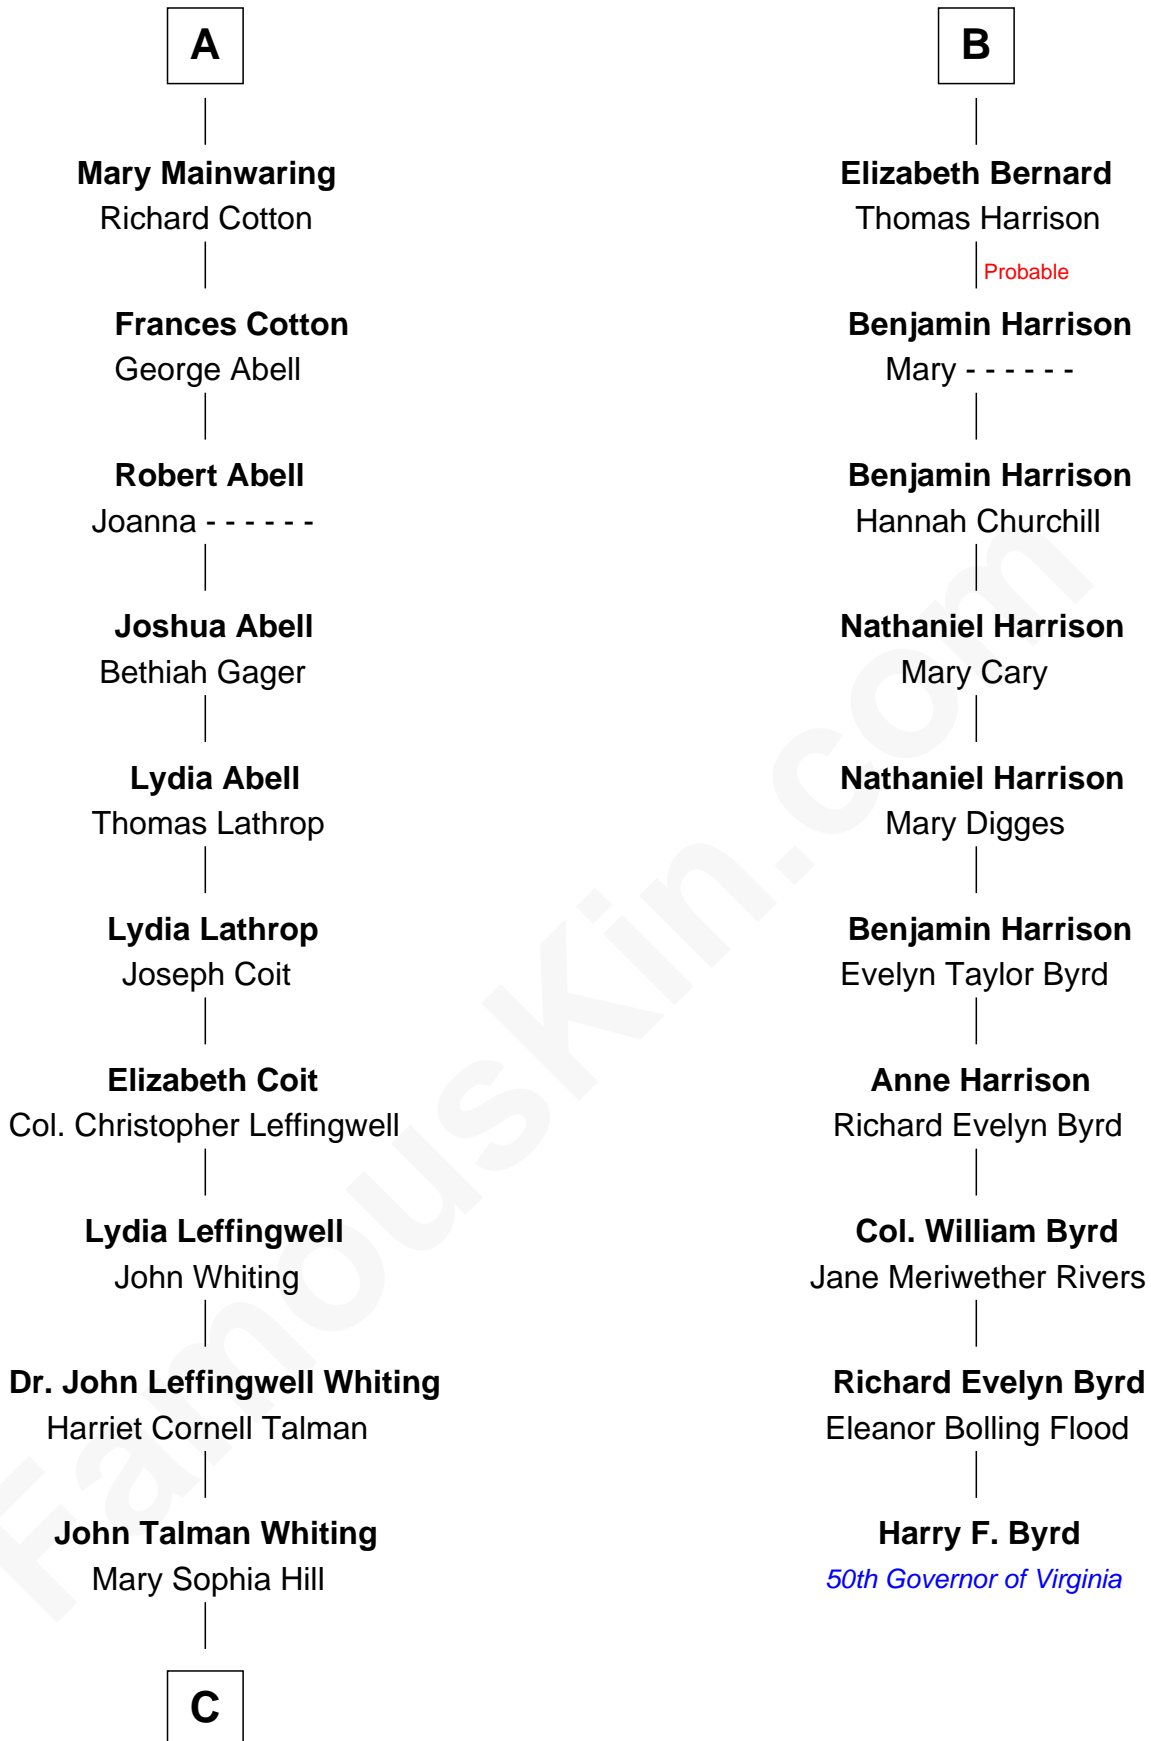 A
Mary Mainwaring
Richard Cotton
Frances Cotton
George Abell
Robert Abell
Joanna - - - - - -
Joshua Abell
Bethiah Gager
Lydia Abell
Thomas Lathrop
Lydia Lathrop
Joseph Coit
Elizabeth Coit
Col. Christopher Leffingwell
Lydia Leffingwell
John Whiting
Dr. John Leffingwell Whiting
Harriet Cornell Talman
John Talman Whiting
Mary Sophia Hill
C
B
Elizabeth Bernard
Thomas Harrison
Probable
Benjamin Harrison
Mary - - - - - -
Benjamin Harrison
Hannah Churchill
Nathaniel Harrison
Mary Cary
Nathaniel Harrison
Mary Digges
Benjamin Harrison
Evelyn Taylor Byrd
Anne Harrison
Richard Evelyn Byrd
Col. William Byrd
Jane Meriwether Rivers
Richard Evelyn Byrd
Eleanor Bolling Flood
Harry F. Byrd
50th Governor of Virginia
FamousKin.com